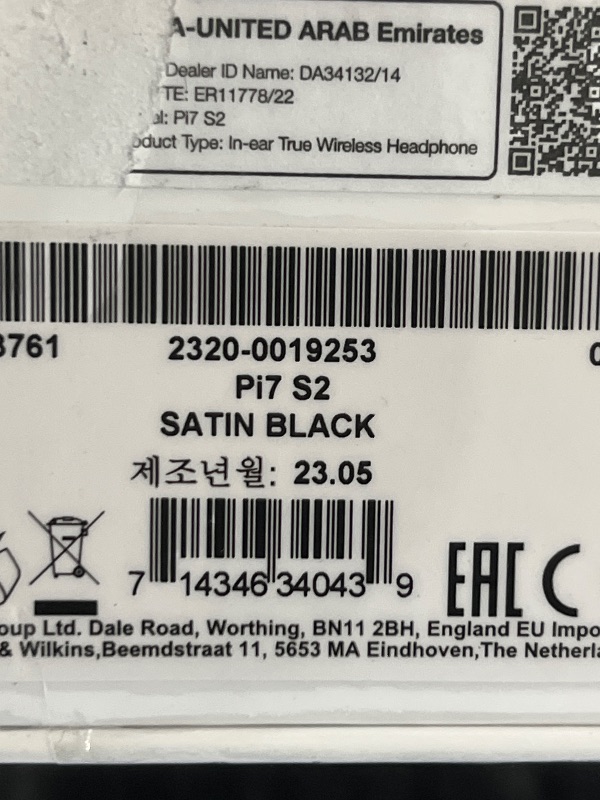 A-UNITED ARAB Emirates
Dealer ID Name: DA34132/14
TE: ER11778/22
al: Pi7 S2
oduct Type: In-ear True Wireless Headphone
3761 2320-0019253 0
Pi7 S2
SATIN BLACK
제조년월: 23.05
7 14346 34043 9
EAC C
oup Ltd. Dale Road, Worthing, BN11 2BH, England EU Impo
& Wilkins,Beemdstraat 11, 5653 MA Eindhoven,The Netherla